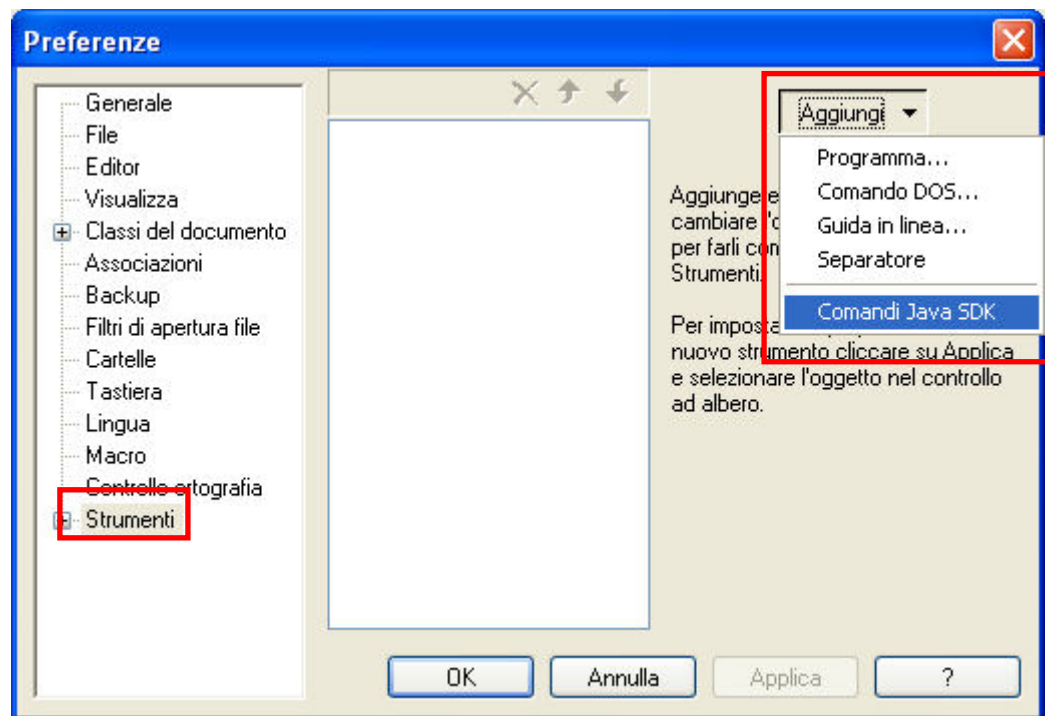 Preferenze
Generale
File
Editor
Visualizza
Classi del documento
Associazioni
Backup
Filtri di apertura file
Cartelle
Tastiera
Lingua
Macro
Controllo ortografia
Strumenti
Aggiungi
Programma...
Comando DOS...
Guida in linea...
Separatore
Comandi Java SDK
Aggiunge e
cambiare l'o
per farli com
Strumenti.
Per imposta
nuovo strumento cliccare su Applica
e selezionare l'oggetto nel controllo
ad albero.
OK
Annulla
Applica
?